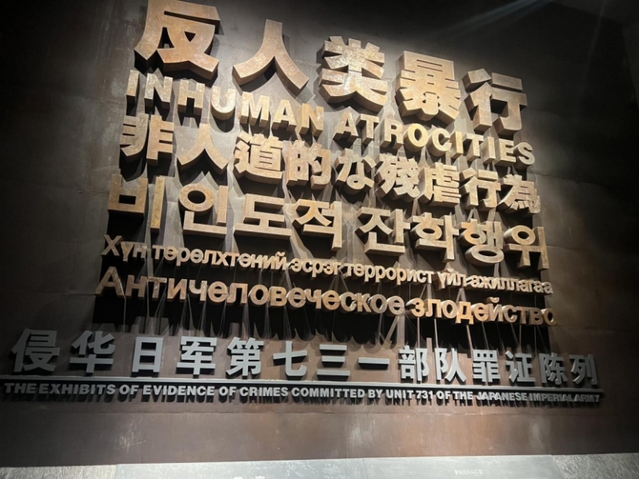 反人类暴行
INHUMAN ATROCITIES
非人道的な残虐行為
비인도적 잔학행위
Хүн төрөлхтөний эсрэг террорист үйл ажиллагаа
Античеловеческое злодейство
侵华日军第七三一部队罪证陈列
THE EXHIBITS OF EVIDENCE OF CRIMES COMMITTED BY UNIT 731 OF THE JAPANESE IMPERIAL ARMY